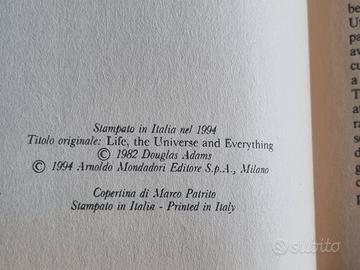 Stampato in Italia nel 1994
Titolo originale: Life, the Universe and Everything
© 1982 Douglas Adams
© 1994 Arnoldo Mondadori Editore S.p.A., Milano
Copertina di Marco Patrito
Stampato in Italia - Printed in Italy
subito